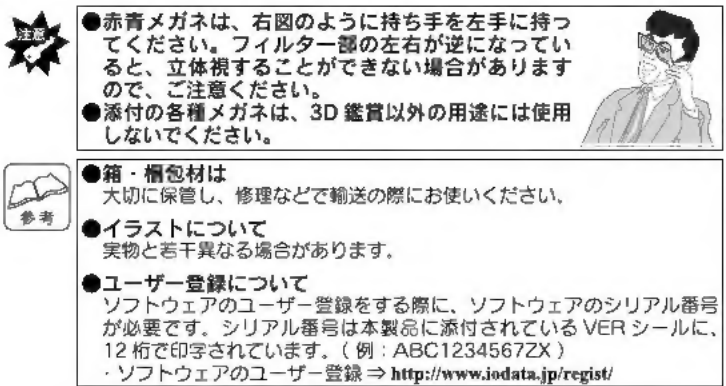 注意
●赤青メガネは、右図のように持ち手を左手に持っ
てください。フィルター部の左右が逆になってい
ると、立体視することができない場合があります
ので、ご注意ください。
●添付の各種メガネは、3D 鑑賞以外の用途には使用
しないでください。
参考
●箱・梱包材は
大切に保管し、修理などで輸送の際にお使いください。
●イラストについて
実物と若干異なる場合があります。
●ユーザー登録について
ソフトウェアのユーザー登録をする際に、ソフトウェアのシリアル番号
が必要です。シリアル番号は本製品に添付されている VER シールに、
12 桁で印字されています。( 例 : ABC1234567ZX )
・ソフトウェアのユーザー登録 ⇒ http://www.iodata.jp/regist/